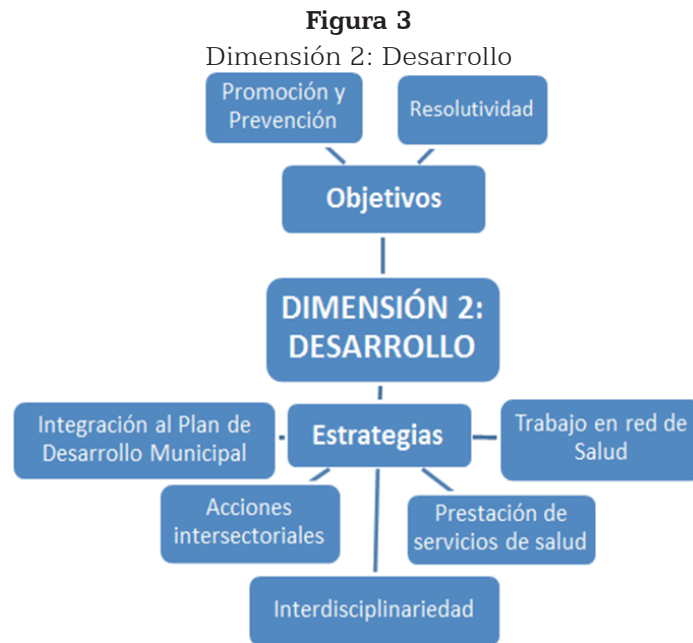 Figura 3
Dimensión 2: Desarrollo
Promoción y
Prevención
Resolutividad
Objetivos
DIMENSIÓN 2:
DESARROLLO
Integración al Plan de
Desarrollo Municipal
Estrategias
Trabajo en red de
Salud
Acciones
intersectoriales
Prestación de
servicios de salud
Interdisciplinariedad